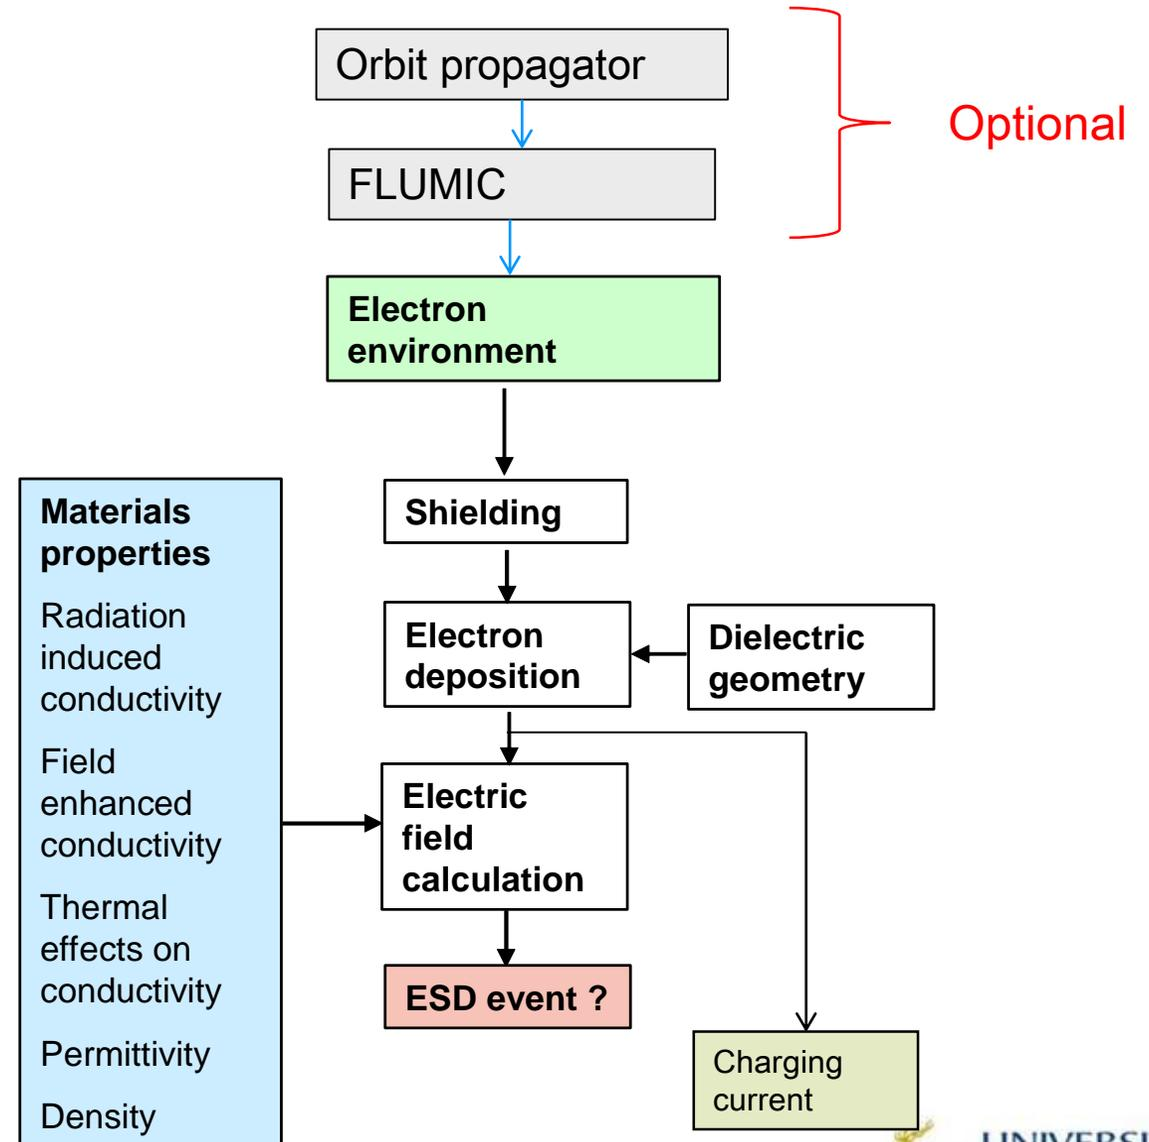 Orbit propagator
Optional
FLUMIC
Electron
environment
Materials
properties
Radiation
induced
conductivity
Field
enhanced
conductivity
Thermal
effects on
conductivity
Permittivity
Density
Shielding
Electron
deposition
Dielectric
geometry
Electric
field
calculation
ESD event ?
Charging
current